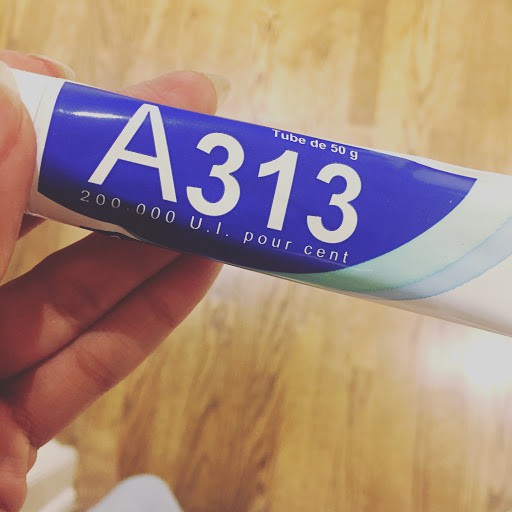 Tube de 50 g
A313
200.000 U.I. pour cent